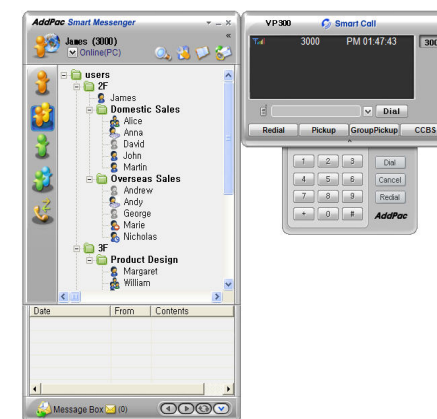 AddPac Smart Messenger
James (3000)
Online(PC)
users
2F
James
Domestic Sales
Alice
Anna
David
John
Martin
Overseas Sales
Andrew
Andy
George
Marie
Nicholas
3F
Product Design
Margaret
William
Date From Contents
Message Box (0)
VP300 Smart Call
3000 PM 01:47:43
300
Dial
Redial Pickup GroupPickup CCBS
1 2 3 Dial
4 5 6 Cancel
7 8 9 Redial
* 0 # AddPac